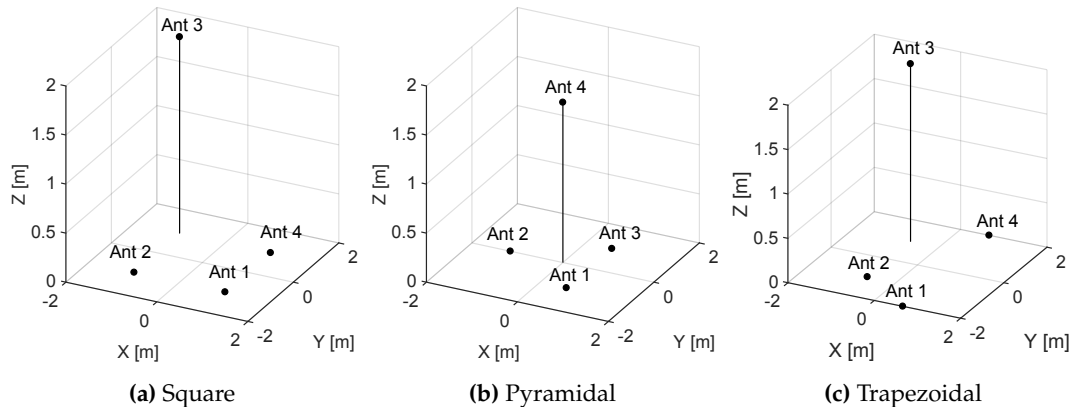 Ant 3
2
1.5
1
0.5
0
Z [m]
Ant 2
Ant 1
Ant 4
-2
0
2
X [m]
-2
0
2
Y [m]
(a) Square
2
1.5
1
0.5
0
Z [m]
Ant 4
Ant 2
Ant 3
Ant 1
-2
0
2
X [m]
-2
0
2
Y [m]
(b) Pyramidal
Ant 3
2
1.5
1
0.5
0
Z [m]
Ant 4
Ant 2
Ant 1
-2
0
2
X [m]
-2
0
2
Y [m]
(c) Trapezoidal